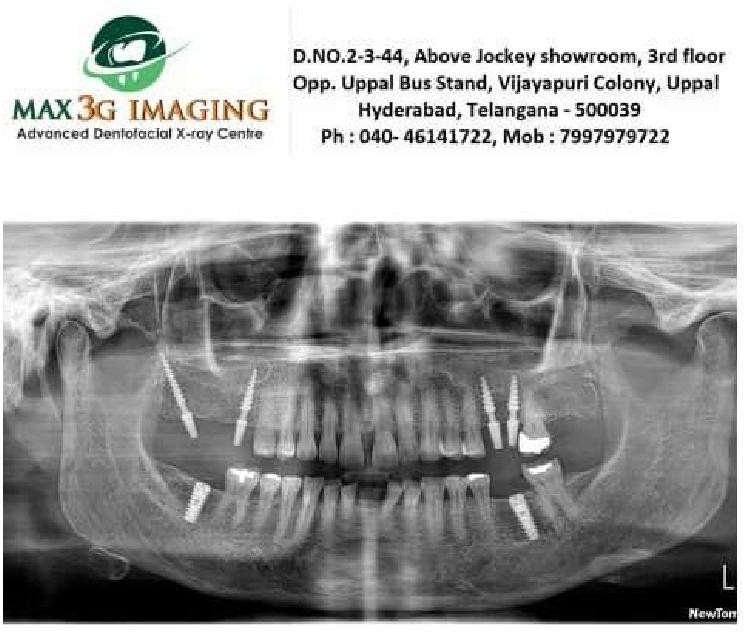 MAX 3G IMAGING
Advanced Dentofacial X-ray Centre
D.NO.2-3-44, Above Jockey showroom, 3rd floor
Opp. Uppal Bus Stand, Vijayapuri Colony, Uppal
Hyderabad, Telangana - 500039
Ph : 040- 46141722, Mob : 7997979722
L
NewTom